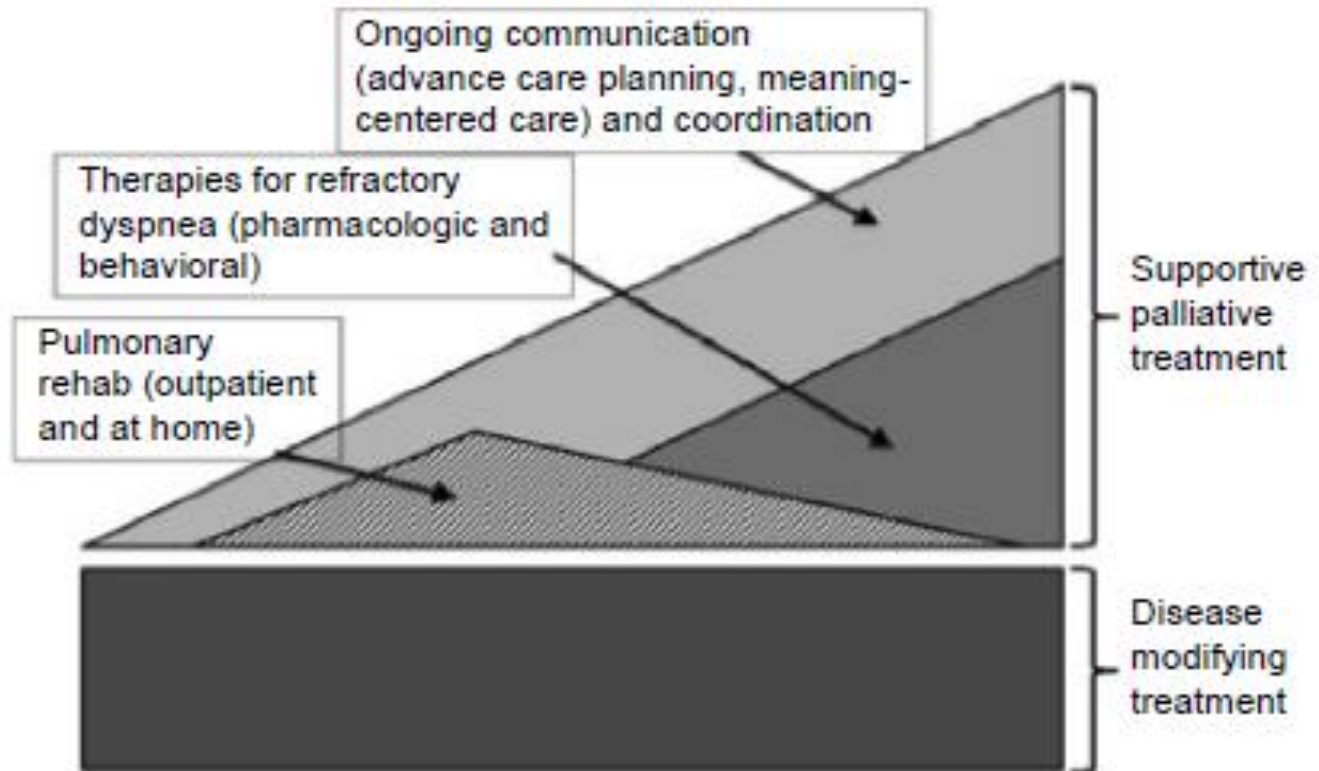 Ongoing communication
(advance care planning, meaning-
centered care) and coordination
Therapies for refractory
dyspnea (pharmacologic and
behavioral)
Pulmonary
rehab (outpatient
and at home)
Supportive
palliative
treatment
Disease
modifying
treatment